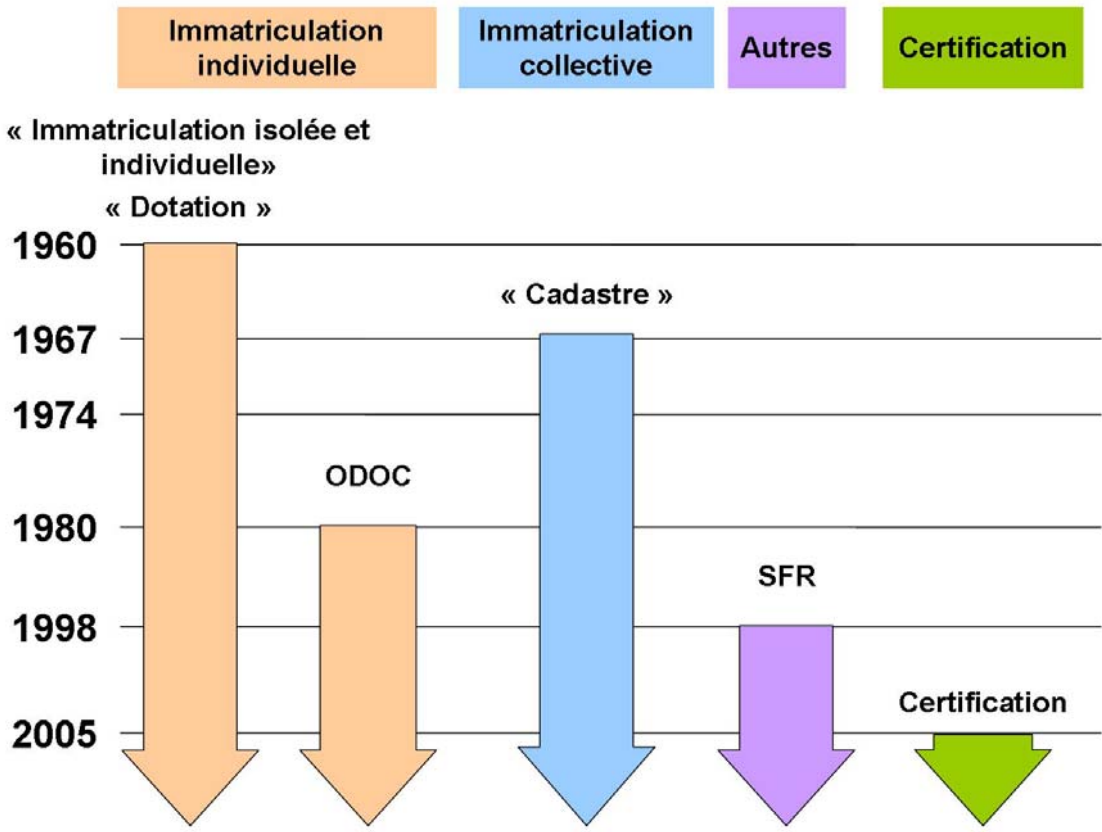 Immatriculation
individuelle
Immatriculation
collective
Autres
Certification
« Immatriculation isolée et
individuelle»
« Dotation »
1960
« Cadastre »
1967
1974
ODOC
1980
SFR
1998
Certification
2005